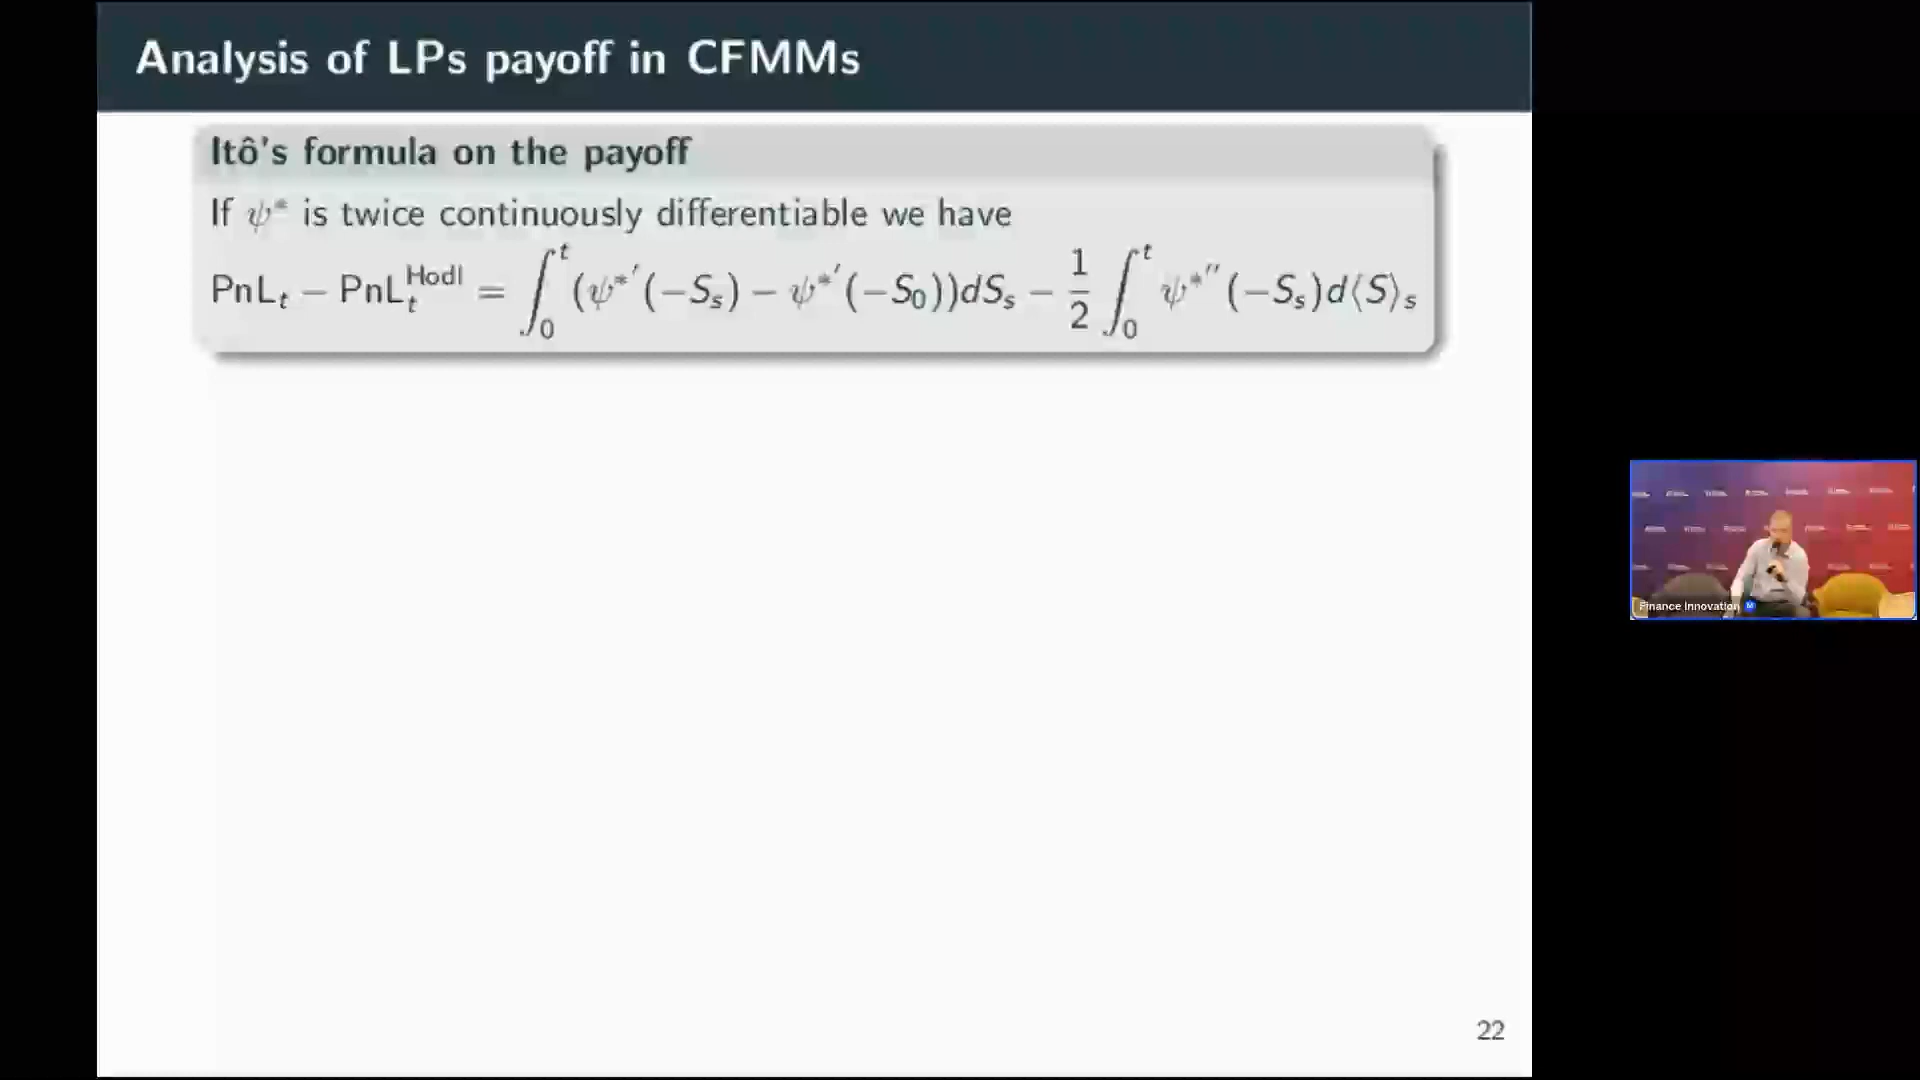 Analysis of LPs payoff in CFMMs
Itô's formula on the payoff
If ψ* is twice continuously differentiable we have
PnL_t − PnL_t^Hodl = ∫_0^t (ψ*′(−S_s) − ψ*′(−S_0))dS_s − 1/2 ∫_0^t ψ*″(−S_s)d⟨S⟩_s
Finance Innovation
22